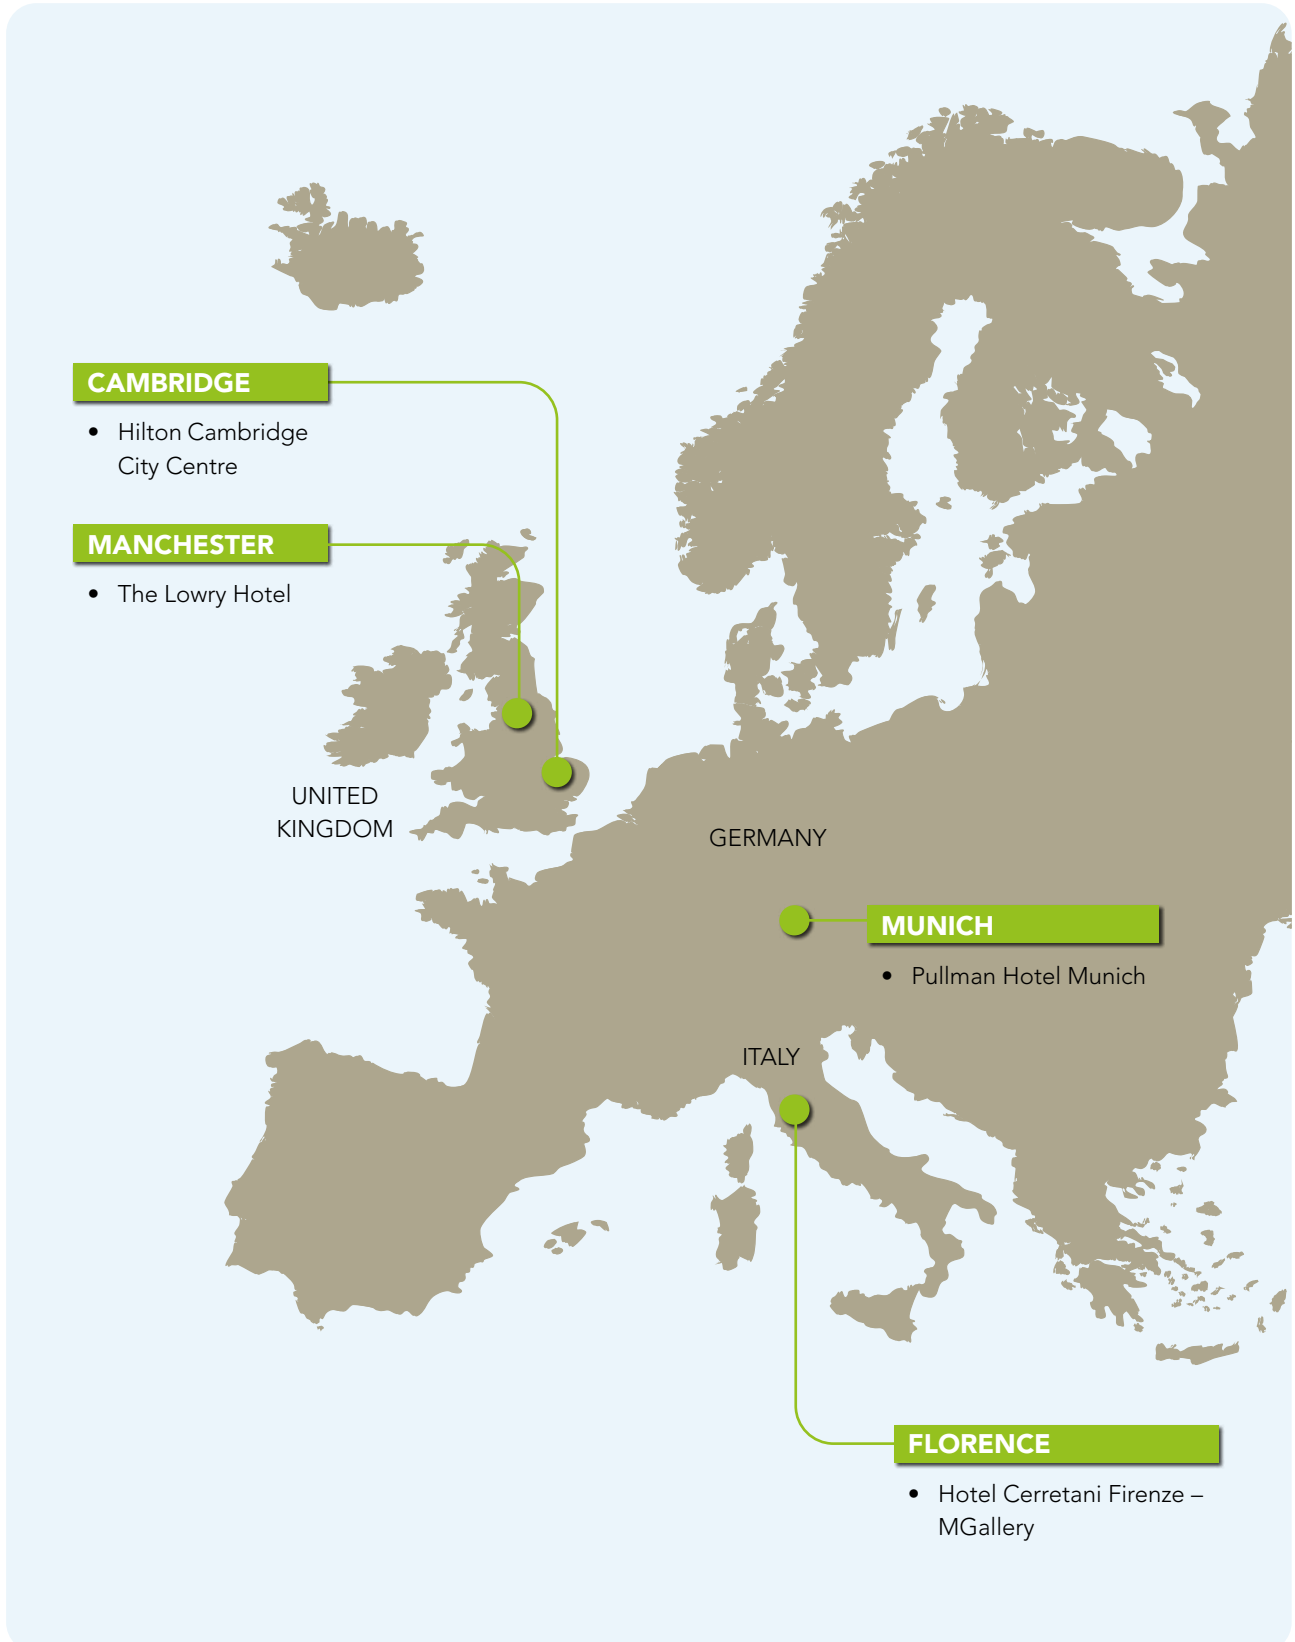 CAMBRIDGE
• Hilton Cambridge
City Centre
MANCHESTER
• The Lowry Hotel
UNITED
KINGDOM
GERMANY
MUNICH
• Pullman Hotel Munich
ITALY
FLORENCE
• Hotel Cerretani Firenze –
MGallery